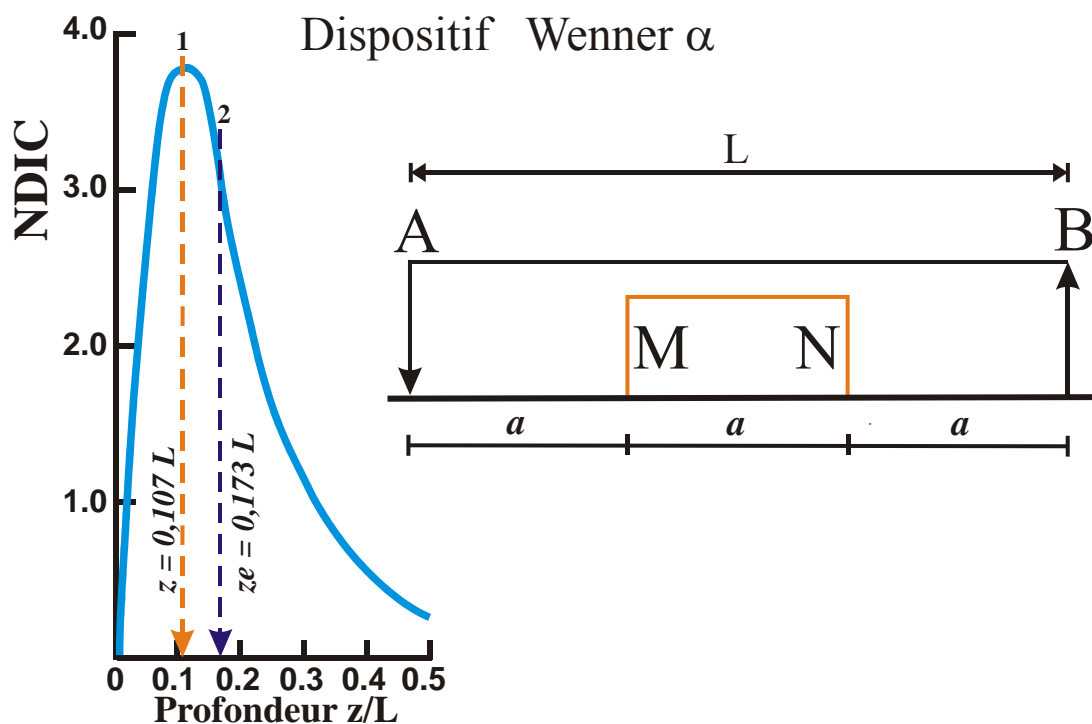 Dispositif Wenner α
4.0
3.0
2.0
1.0
NDIC
1
2
z = 0,107 L
ze = 0,173 L
0 0.1 0.2 0.3 0.4 0.5
Profondeur z/L
L
A B
M N
a a a